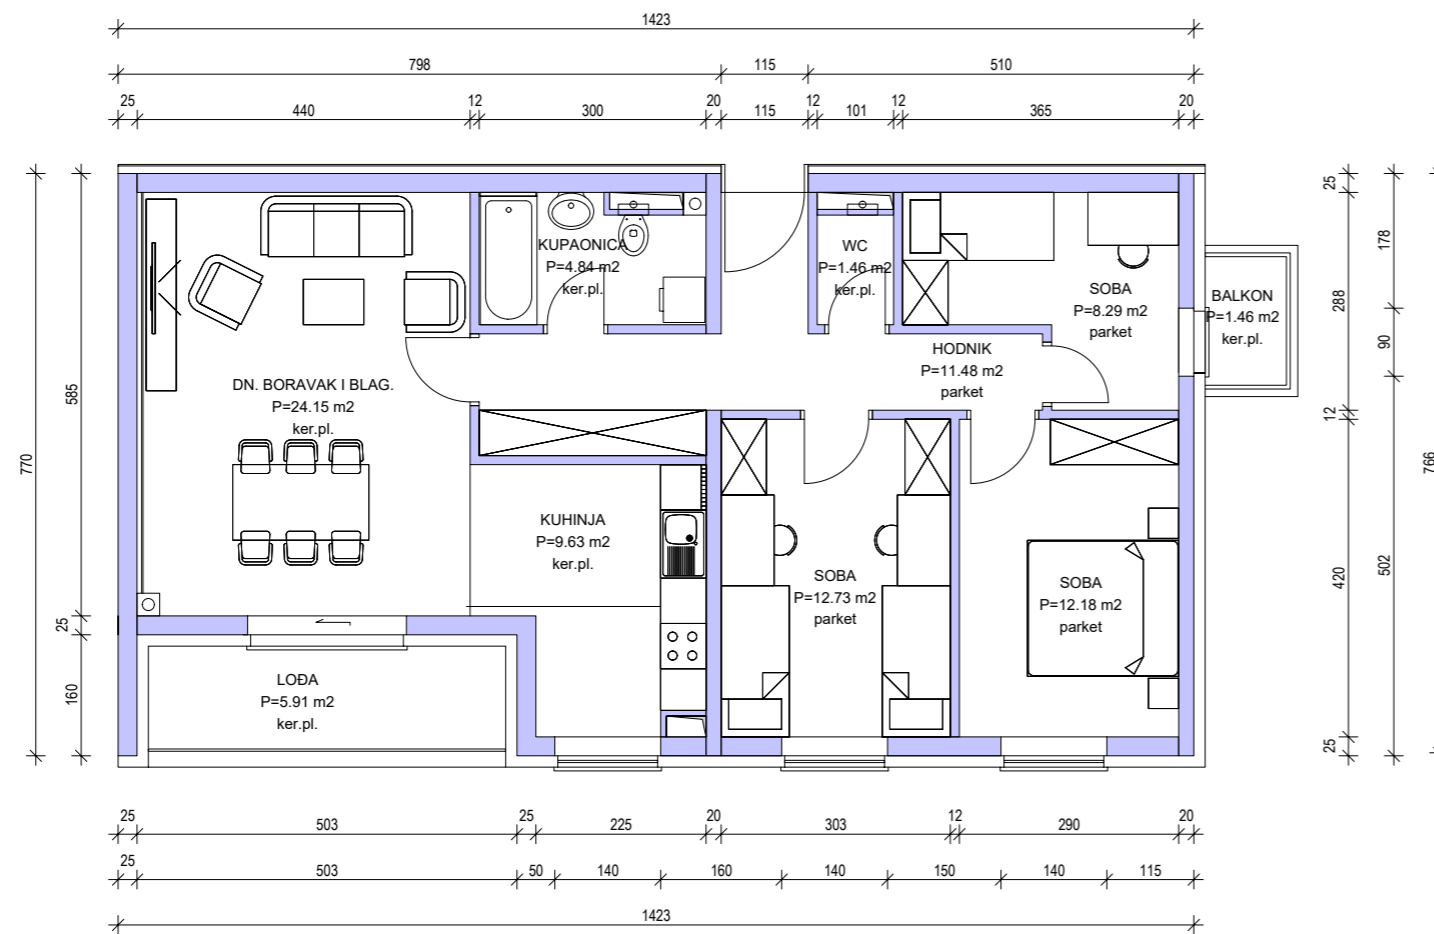 1423
798 115 510
25 440 12 300 20 115 12 101 12 365 20
KUPAONICA
P=4.84 m2
ker.pl.
WC
P=1.46 m2
ker.pl.
SOBA
P=8.29 m2
parket
BALKON
P=1.46 m2
ker.pl.
HODNIK
P=11.48 m2
parket
DN. BORAVAK I BLAG.
P=24.15 m2
ker.pl.
KUHINJA
P=9.63 m2
ker.pl.
SOBA
P=12.73 m2
parket
SOBA
P=12.18 m2
parket
LOĐA
P=5.91 m2
ker.pl.
770
585 25 160
25 288 12 420 25
178 90 502
766
25 503 25 225 20 303 12 290 20
25 503 50 140 160 140 150 140 115
1423